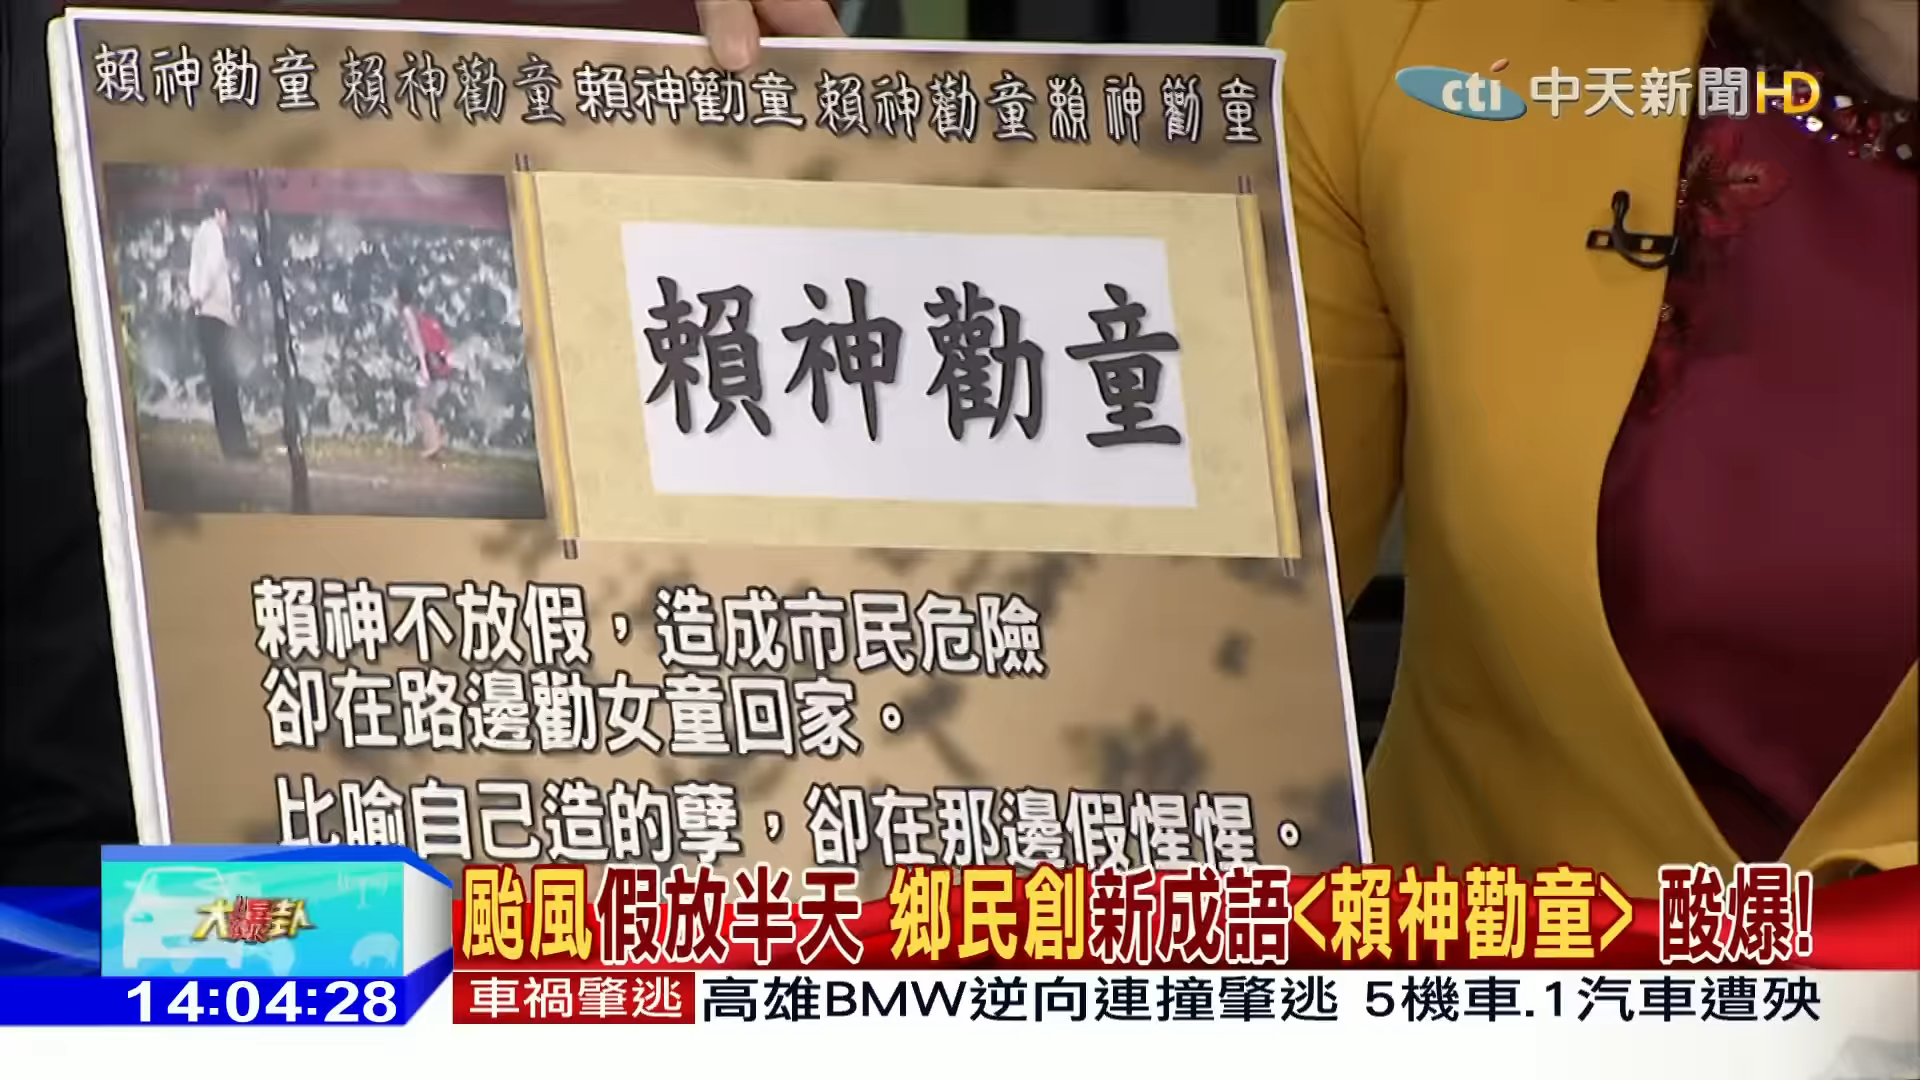 賴神勸童 賴神勸童 賴神勸童 賴神勸童 賴神勸童
cti 中天新聞HD
賴神勸童
賴神不放假,造成市民危險
卻在路邊勸女童回家。
比喻自己造的孽,卻在那邊假惺惺。
大爆卦
颱風假放半天 鄉民創新成語<賴神勸童> 酸爆!
14:04:28
車禍肇逃 高雄BMW逆向連撞肇逃 5機車.1汽車遭殃